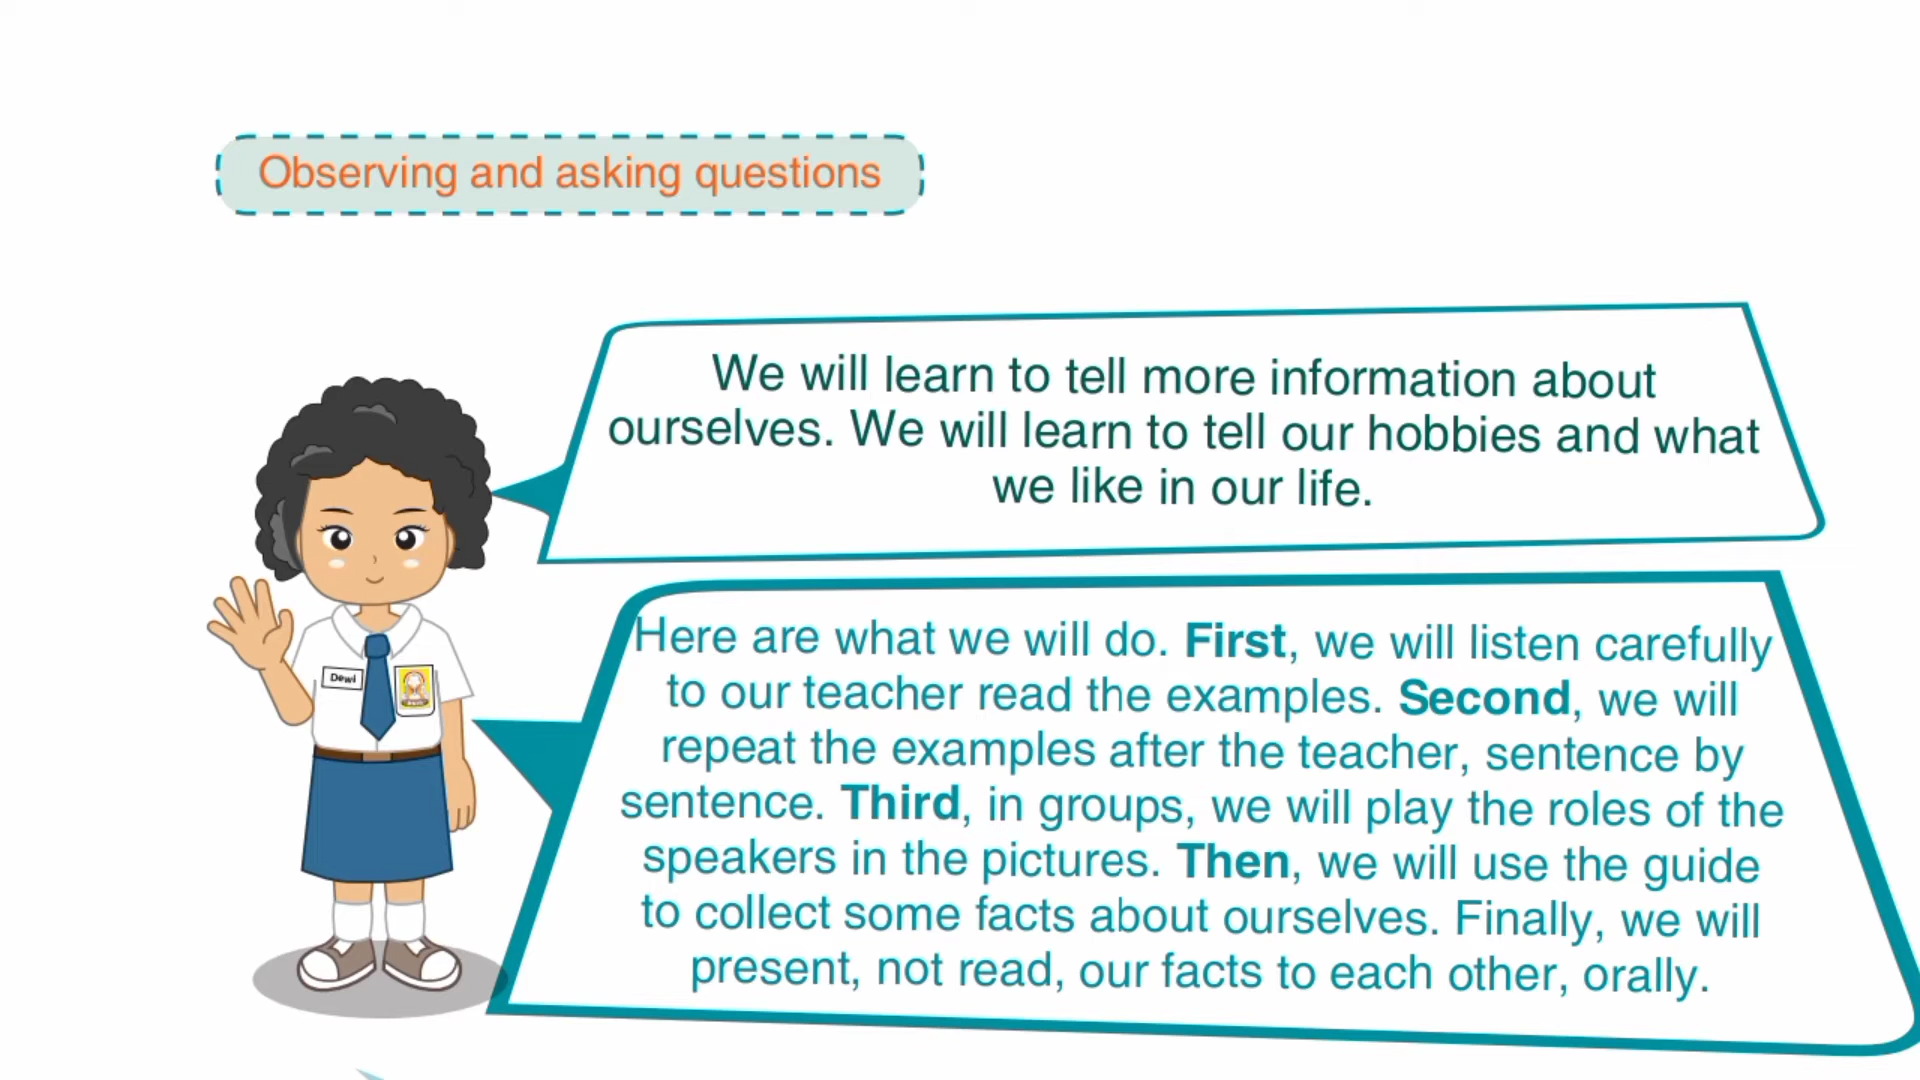 Observing and asking questions
We will learn to tell more information about
ourselves. We will learn to tell our hobbies and what
we like in our life.
Dewi
Here are what we will do. First, we will listen carefully
to our teacher read the examples. Second, we will
repeat the examples after the teacher, sentence by
sentence. Third, in groups, we will play the roles of the
speakers in the pictures. Then, we will use the guide
to collect some facts about ourselves. Finally, we will
present, not read, our facts to each other, orally.